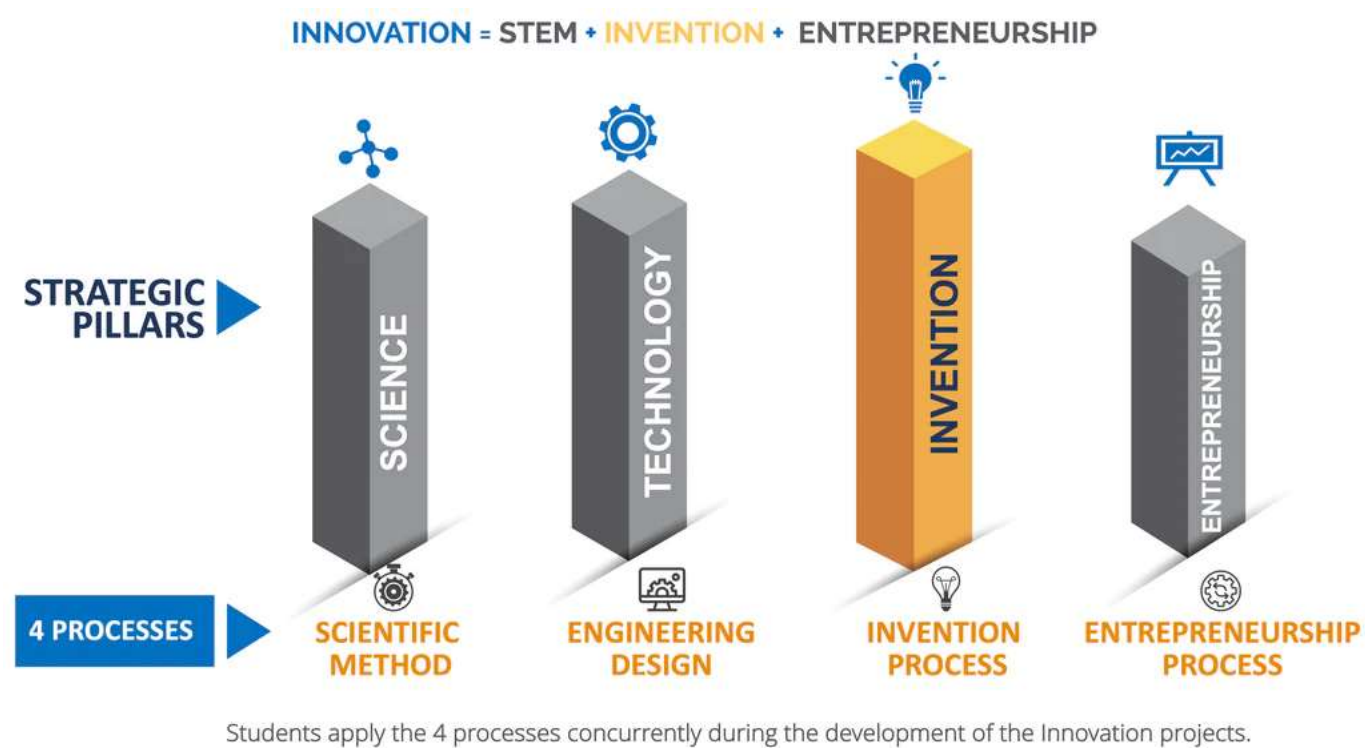 INNOVATION = STEM + INVENTION + ENTREPRENEURSHIP
STRATEGIC
PILLARS
SCIENCE
TECHNOLOGY
INVENTION
ENTREPRENEURSHIP
4 PROCESSES
SCIENTIFIC
METHOD
ENGINEERING
DESIGN
INVENTION
PROCESS
ENTREPRENEURSHIP
PROCESS
Students apply the 4 processes concurrently during the development of the Innovation projects.